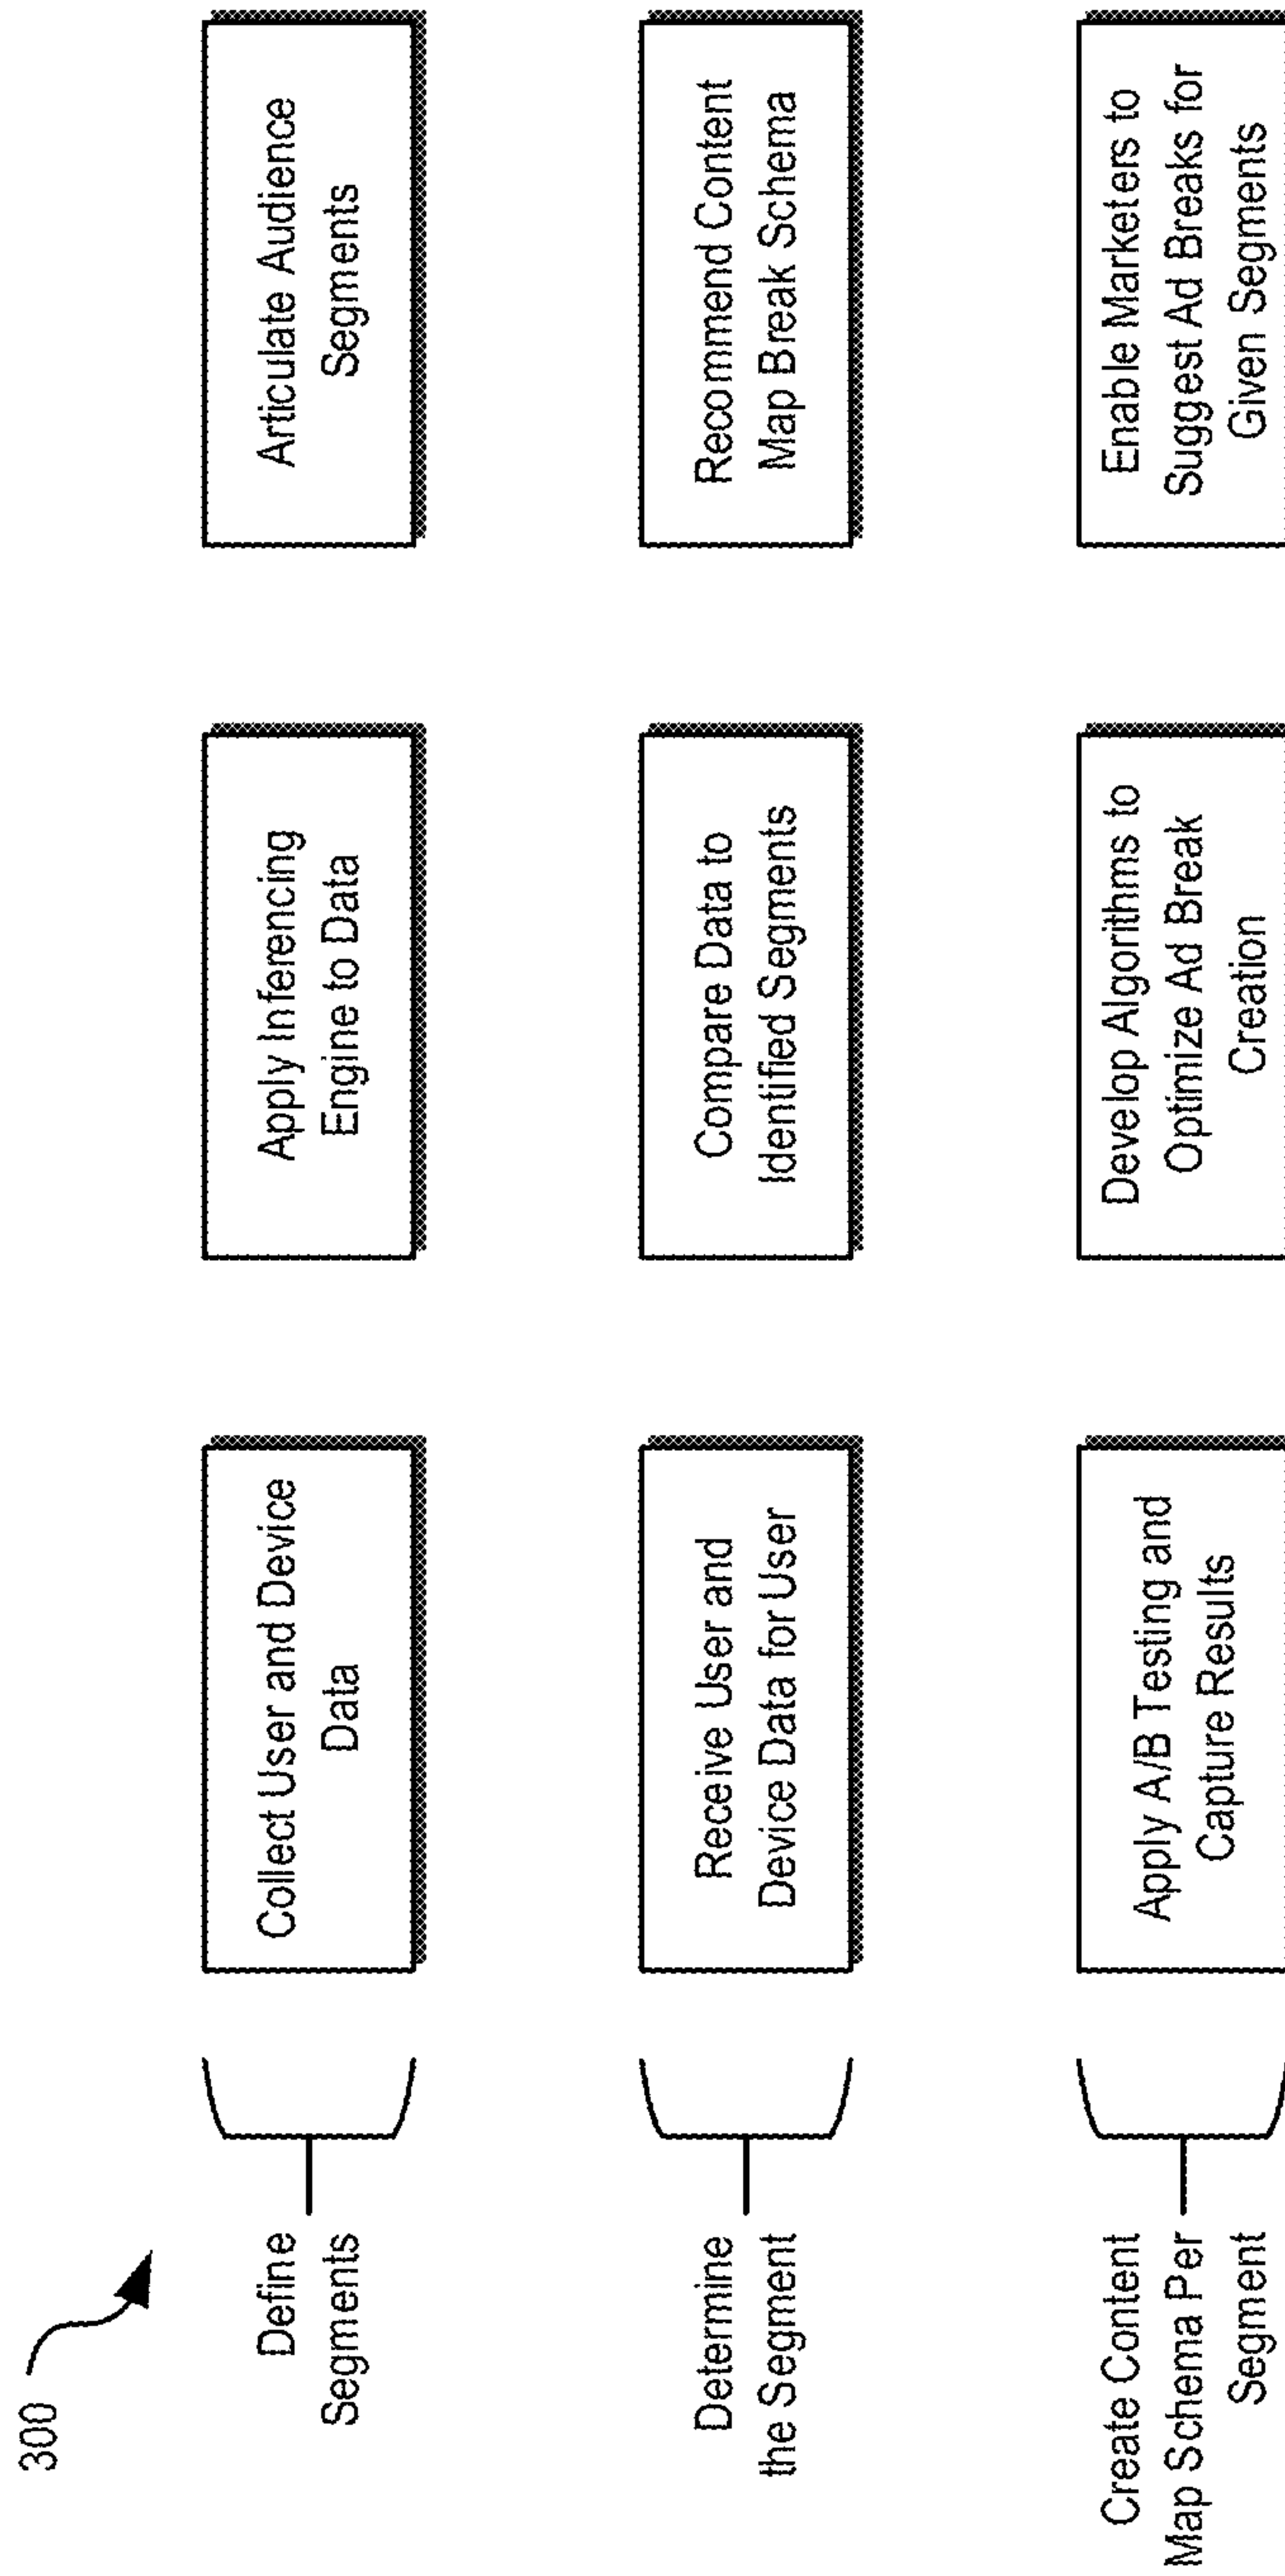 300
Define
Segments
Collect User and Device
Data
Apply Inferencing
Engine to Data
Articulate Audience
Segments
Determine
the Segment
Receive User and
Device Data for User
Compare Data to
Identified Segments
Recommend Content
Map Break Schema
Create Content
Map Schema Per
Segment
Apply A/B Testing and
Capture Results
Develop Algorithms to
Optimize Ad Break
Creation
Enable Marketers to
Suggest Ad Breaks for
Given Segments